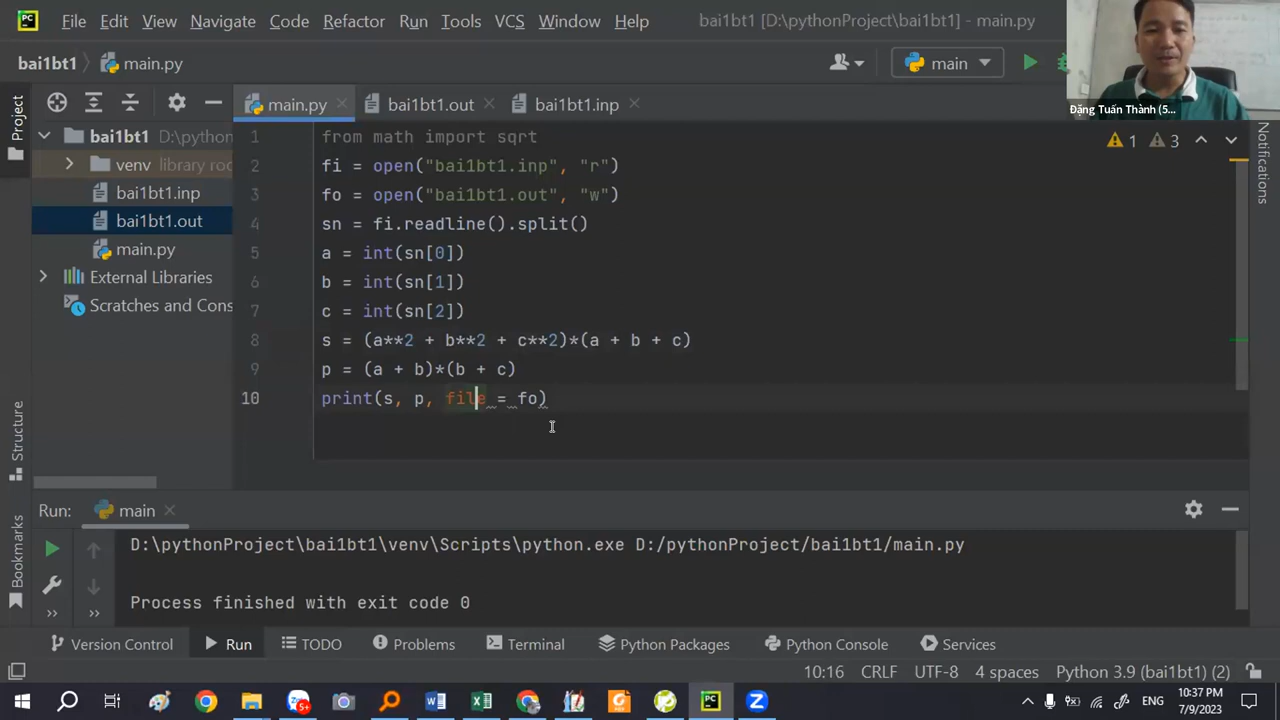 File Edit View Navigate Code Refactor Run Tools VCS Window Help bai1bt1 [D:\pythonProject\bai1bt1] - main.py
bai1bt1 main.py main
Đặng Tuấn Thành (5...
Project
main.py bai1bt1.out bai1bt1.inp
bai1bt1 D:\python
venv library roo
bai1bt1.inp
bai1bt1.out
main.py
External Libraries
Scratches and Cons
1 from math import sqrt
2 fi = open("bai1bt1.inp", "r")
3 fo = open("bai1bt1.out", "w")
4 sn = fi.readline().split()
5 a = int(sn[0])
6 b = int(sn[1])
7 c = int(sn[2])
8 s = (a**2 + b**2 + c**2)*(a + b + c)
9 p = (a + b)*(b + c)
10 print(s, p, file = fo)
1 3
Notifications
Structure
Bookmarks
Run: main
D:\pythonProject\bai1bt1\venv\Scripts\python.exe D:/pythonProject/bai1bt1/main.py
Process finished with exit code 0
Version Control Run TODO Problems Terminal Python Packages Python Console Services
10:16 CRLF UTF-8 4 spaces Python 3.9 (bai1bt1) (2)
ENG
10:37 PM
7/9/2023